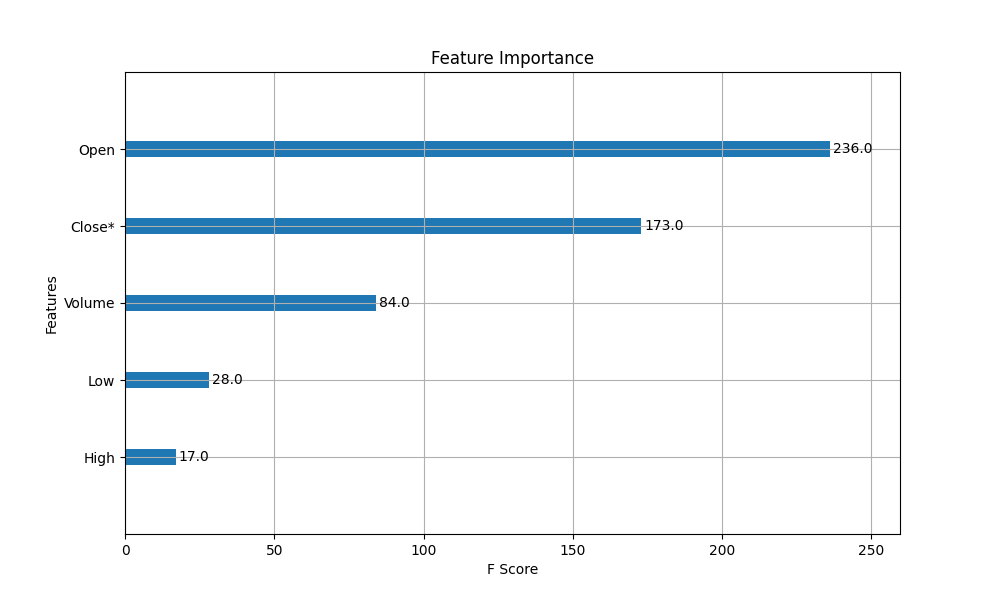 Feature Importance
Open
236.0
Close*
173.0
Volume
84.0
Low
28.0
High
17.0
Features
0 50 100 150 200 250
F Score